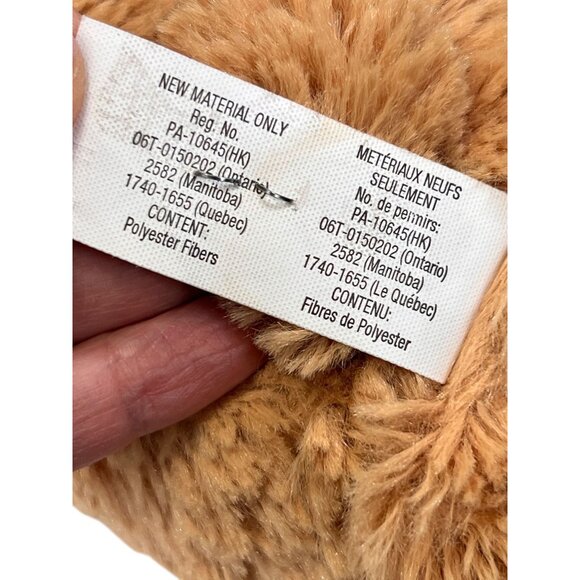 NEW MATERIAL ONLY
Reg. No.
PA-10645(HK)
06T-0150202 (Ontario)
2582 (Manitoba)
1740-1655 (Quebec)
CONTENT:
Polyester Fibers
METÉRIAUX NEUFS
SEULEMENT
No. de permirs:
PA-10645(HK)
06T-0150202 (Ontario)
2582 (Manitoba)
1740-1655 (Le Québec)
CONTENU:
Fibres de Polyester